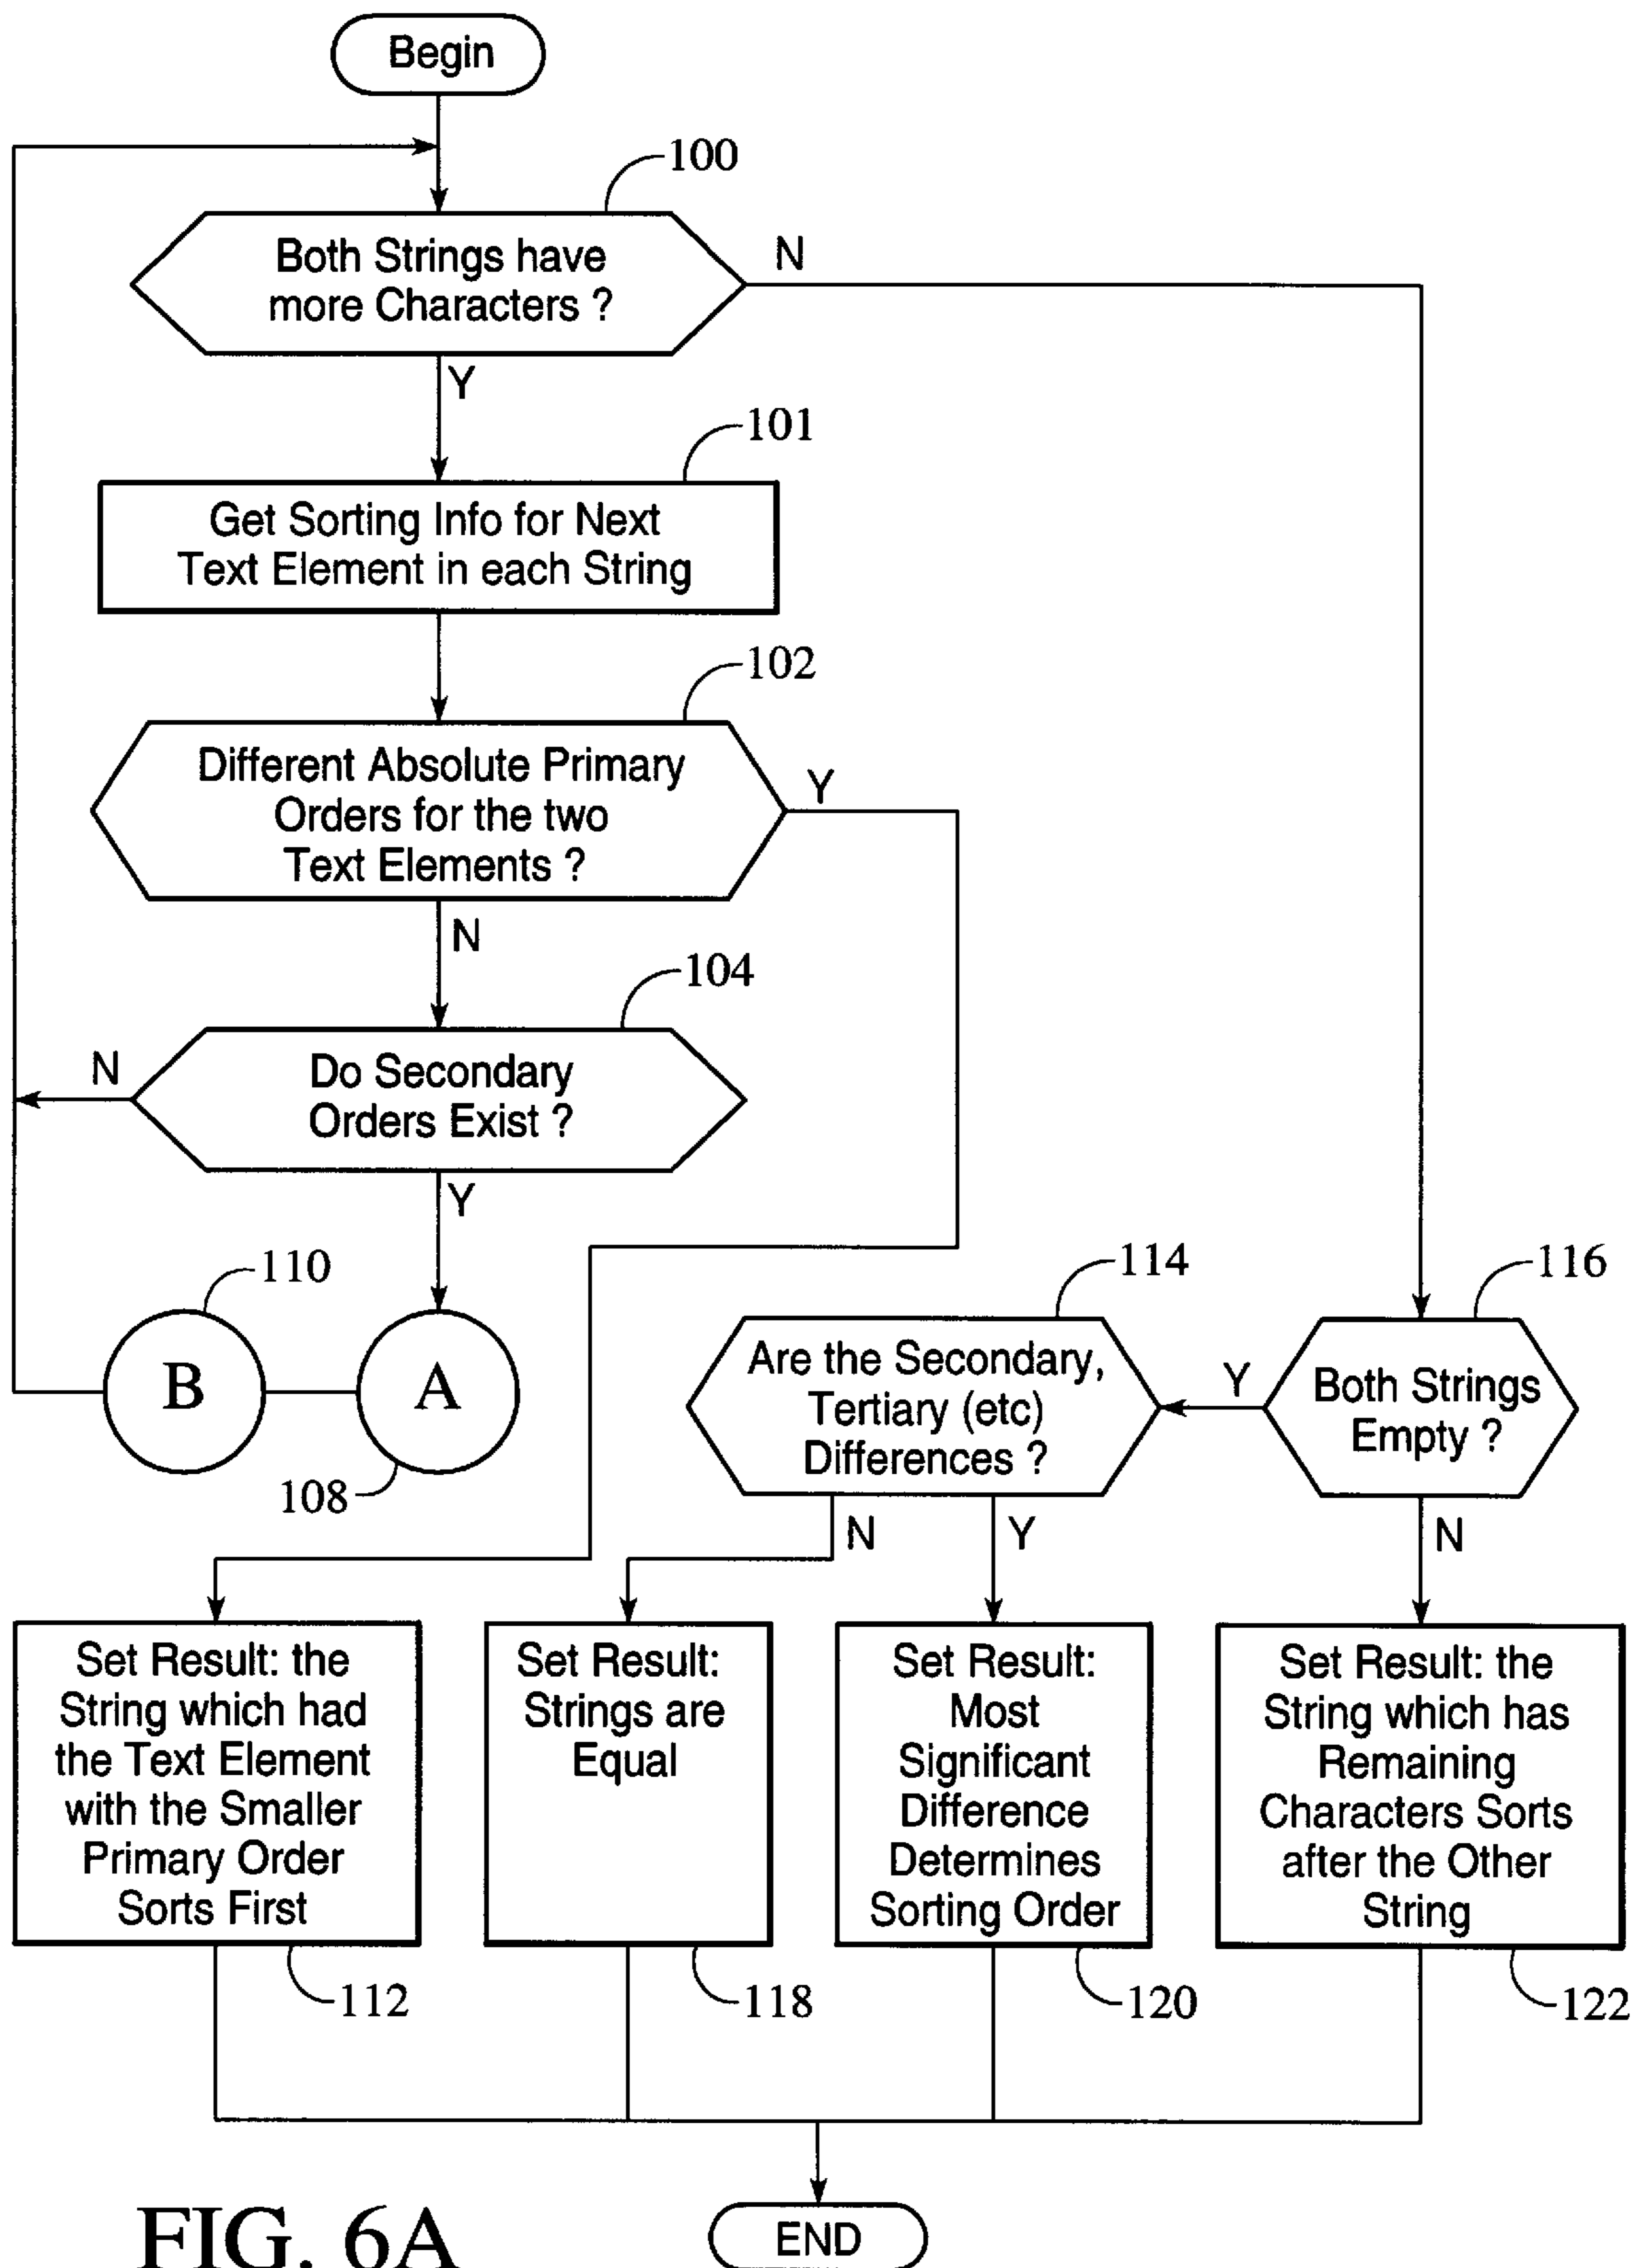 Begin
100
Both Strings have
more Characters ?
N
Y
101
Get Sorting Info for Next
Text Element in each String
102
Different Absolute Primary
Orders for the two
Text Elements ?
Y
N
104
Do Secondary
Orders Exist ?
N
Y
110
B
A
108
114
Are the Secondary,
Tertiary (etc)
Differences ?
116
Both Strings
Empty ?
Y
N
Y
N
Set Result: the
String which had
the Text Element
with the Smaller
Primary Order
Sorts First
112
Set Result:
Strings are
Equal
118
Set Result:
Most
Significant
Difference
Determines
Sorting Order
120
Set Result: the
String which has
Remaining
Characters Sorts
after the Other
String
122
END
FIG. 6A